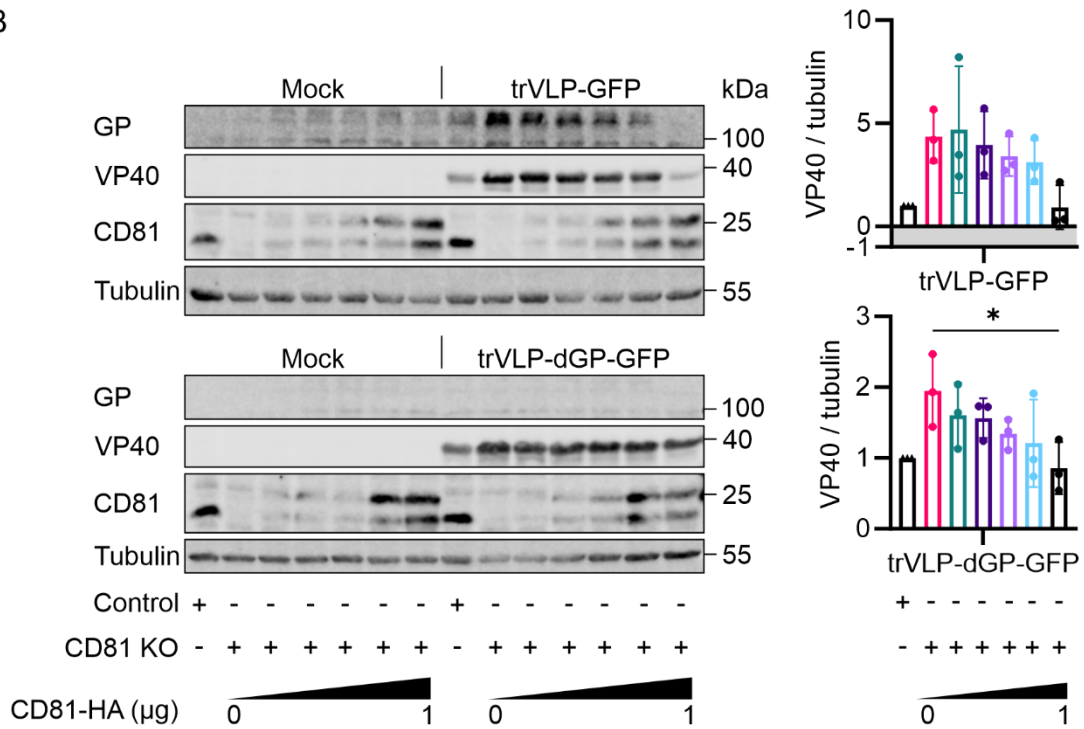 Mock | trVLP-GFP kDa
GP 100
VP40 40
CD81 25
Tubulin 55
Mock | trVLP-dGP-GFP
GP 100
VP40 40
CD81 25
Tubulin 55
Control + - - - - - - + - - - - - -
CD81 KO - + + + + + + - + + + + + +
CD81-HA (µg) 0 1 0 1
10
5
0
-1
VP40 / tubulin
trVLP-GFP
3
2
1
0
VP40 / tubulin
*
trVLP-dGP-GFP
+ - - - - - -
- + + + + + +
0 1